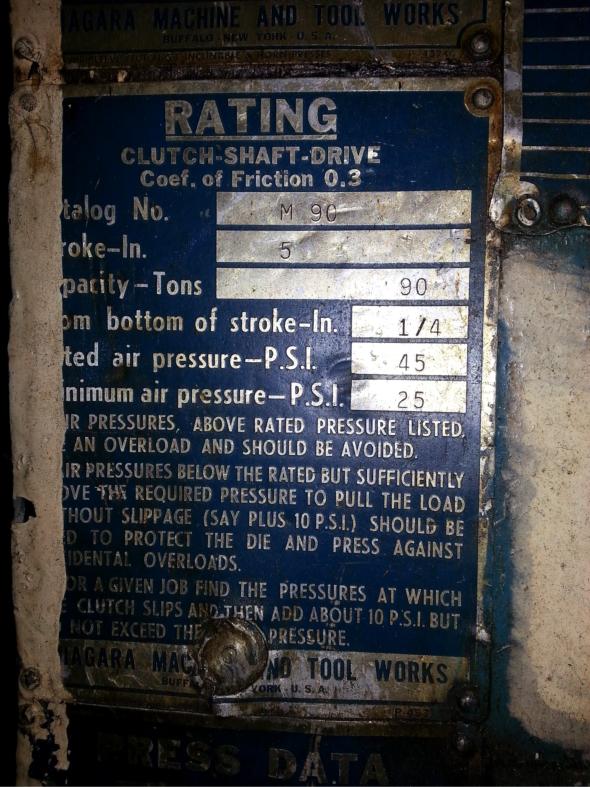 AGARA MACHINE AND TOOL WORKS
BUFFALO · NEW YORK · U.S.A.
RATING
CLUTCH-SHAFT-DRIVE
Coef. of Friction 0.3
talog No. M 90
roke-In. 5
pacity-Tons 90
om bottom of stroke-In. 1/4
ted air pressure-P.S.I. 45
nimum air pressure-P.S.I. 25
IR PRESSURES, ABOVE RATED PRESSURE LISTED,
AN OVERLOAD AND SHOULD BE AVOIDED.
IR PRESSURES BELOW THE RATED BUT SUFFICIENTLY
OVE THE REQUIRED PRESSURE TO PULL THE LOAD
THOUT SLIPPAGE (SAY PLUS 10 P.S.I.) SHOULD BE
D TO PROTECT THE DIE AND PRESS AGAINST
IDENTAL OVERLOADS.
OR A GIVEN JOB FIND THE PRESSURES AT WHICH
E CLUTCH SLIPS AND THEN ADD ABOUT 10 P.S.I. BUT
NOT EXCEED THE PRESSURE.
IAGARA MAC ND TOOL WORKS
BUFF YORK U.S.A.
PRESS DATA